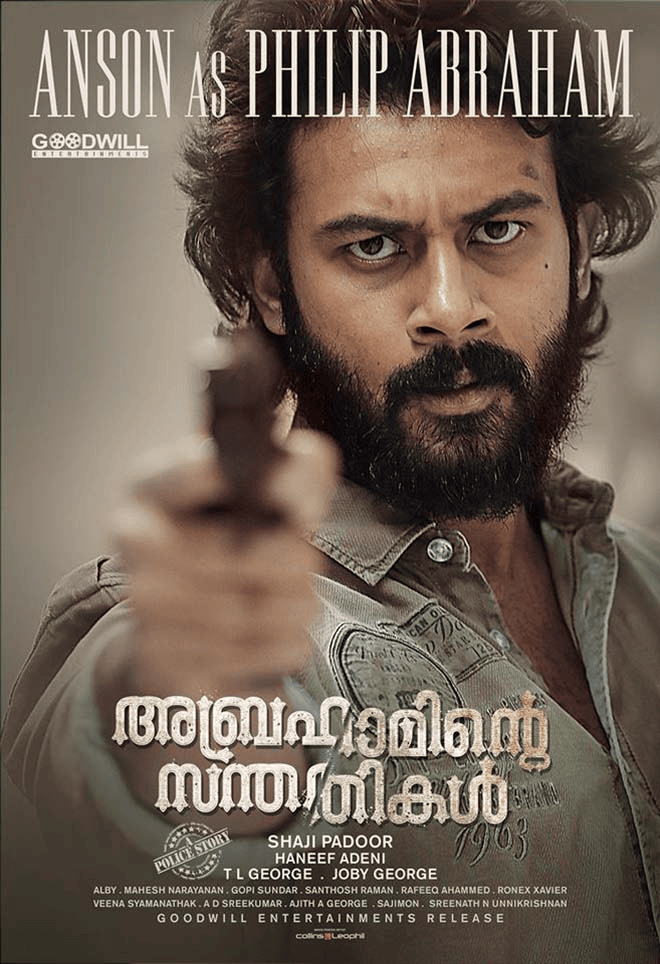 ANSON AS PHILIP ABRAHAM
GOODWILL
ENTERTAINMENTS
CAN
1963
അബ്രഹാമിന്റെ
സന്തതികൾ
A
POLICE STORY
SHAJI PADOOR
HANEEF ADENI
T L GEORGE . JOBY GEORGE
ALBY . MAHESH NARAYANAN . GOPI SUNDAR . SANTHOSH RAMAN . RAFEEQ AHAMMED . RONEX XAVIER
VEENA SYAMANATHAK . A D SREEKUMAR . AJITH A GEORGE . SAJIMON . SREENATH N UNNIKRISHNAN
GOODWILL ENTERTAINMENTS RELEASE
collins Leophil